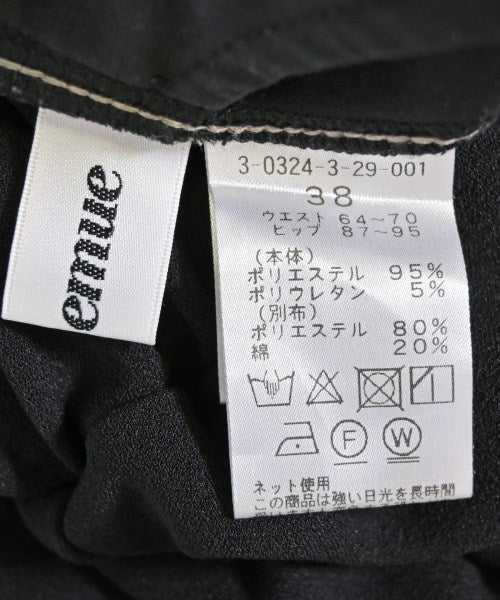 emue
3-0324-3-29-001
38
ウエスト 64~70
ヒップ 87~95
(本体)
ポリエステル 95%
ポリウレタン 5%
(別布)
ポリエステル 80%
綿 20%
F W
ネット使用
この商品は強い日光を長時間